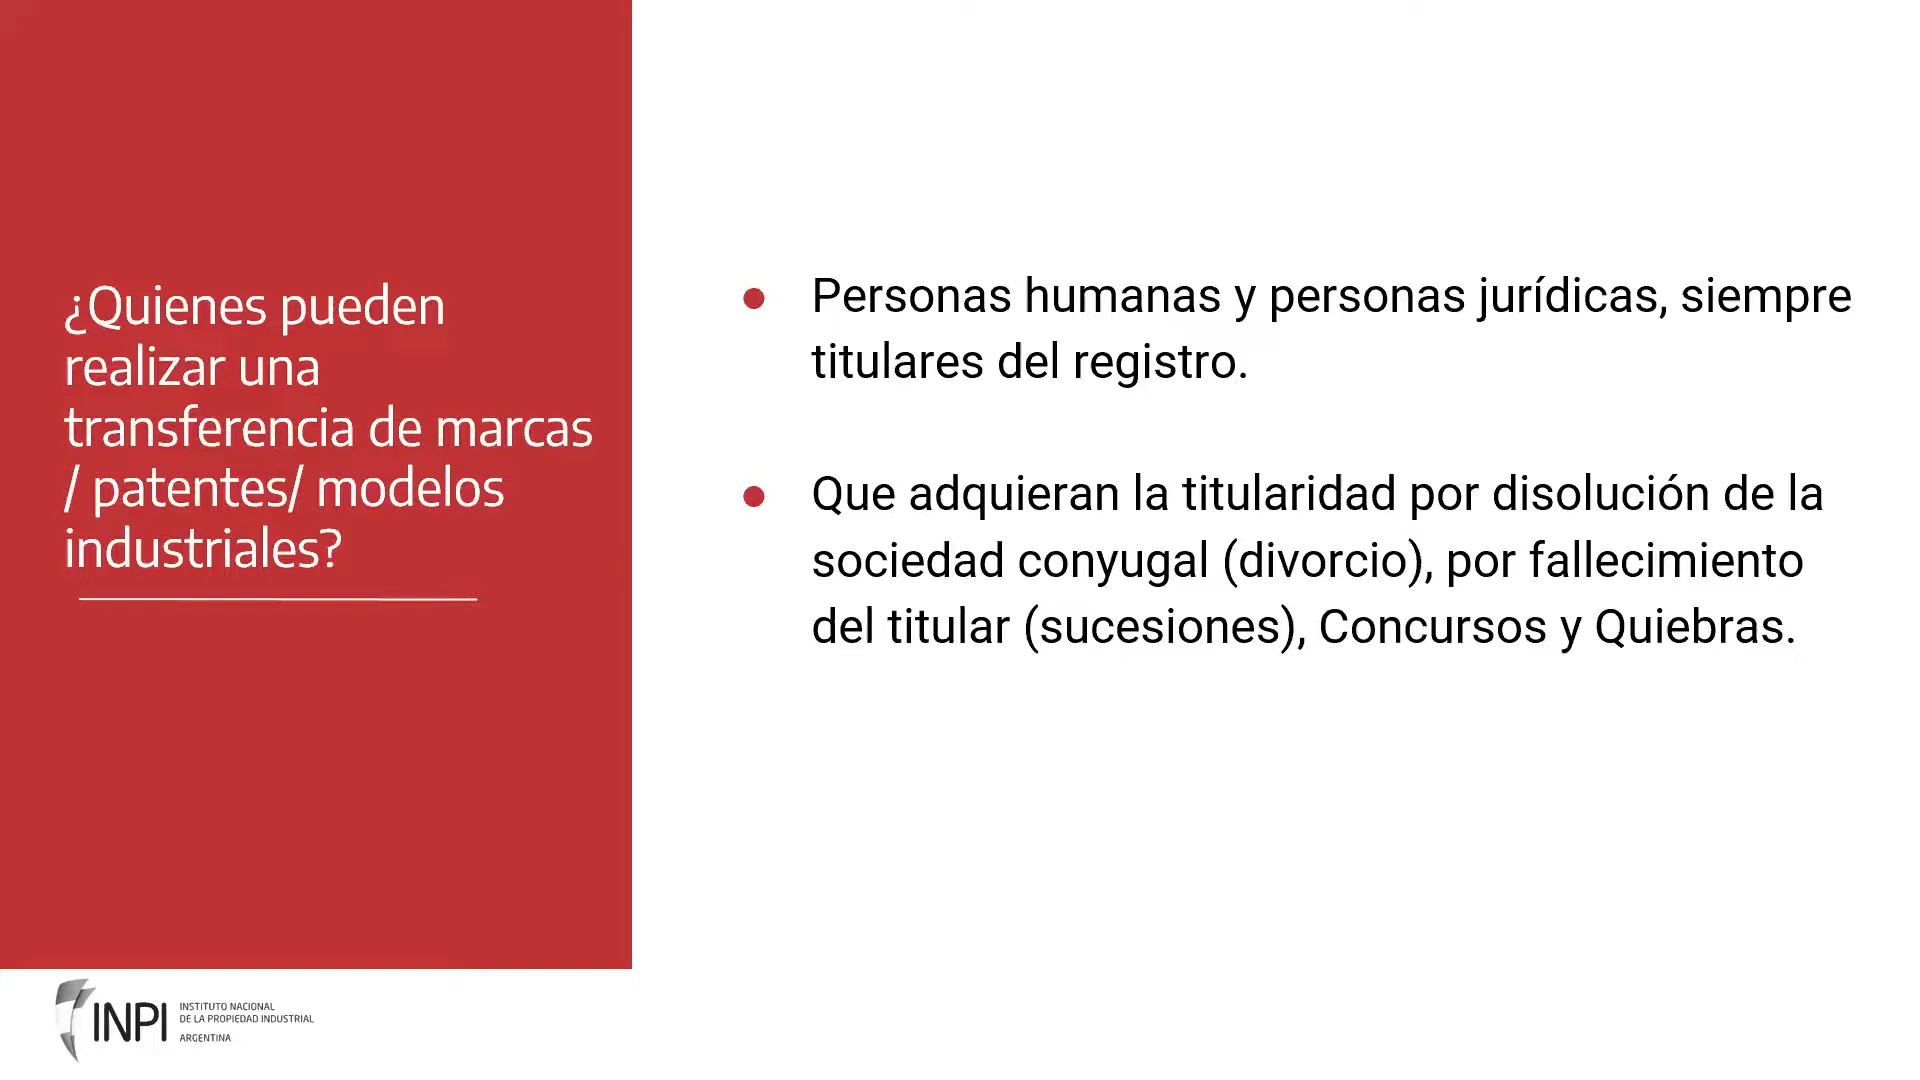 ¿Quienes pueden
realizar una
transferencia de marcas
/ patentes/ modelos
industriales?
● Personas humanas y personas jurídicas, siempre
titulares del registro.
● Que adquieran la titularidad por disolución de la
sociedad conyugal (divorcio), por fallecimiento
del titular (sucesiones), Concursos y Quiebras.
INPI
INSTITUTO NACIONAL
DE LA PROPIEDAD INDUSTRIAL
ARGENTINA